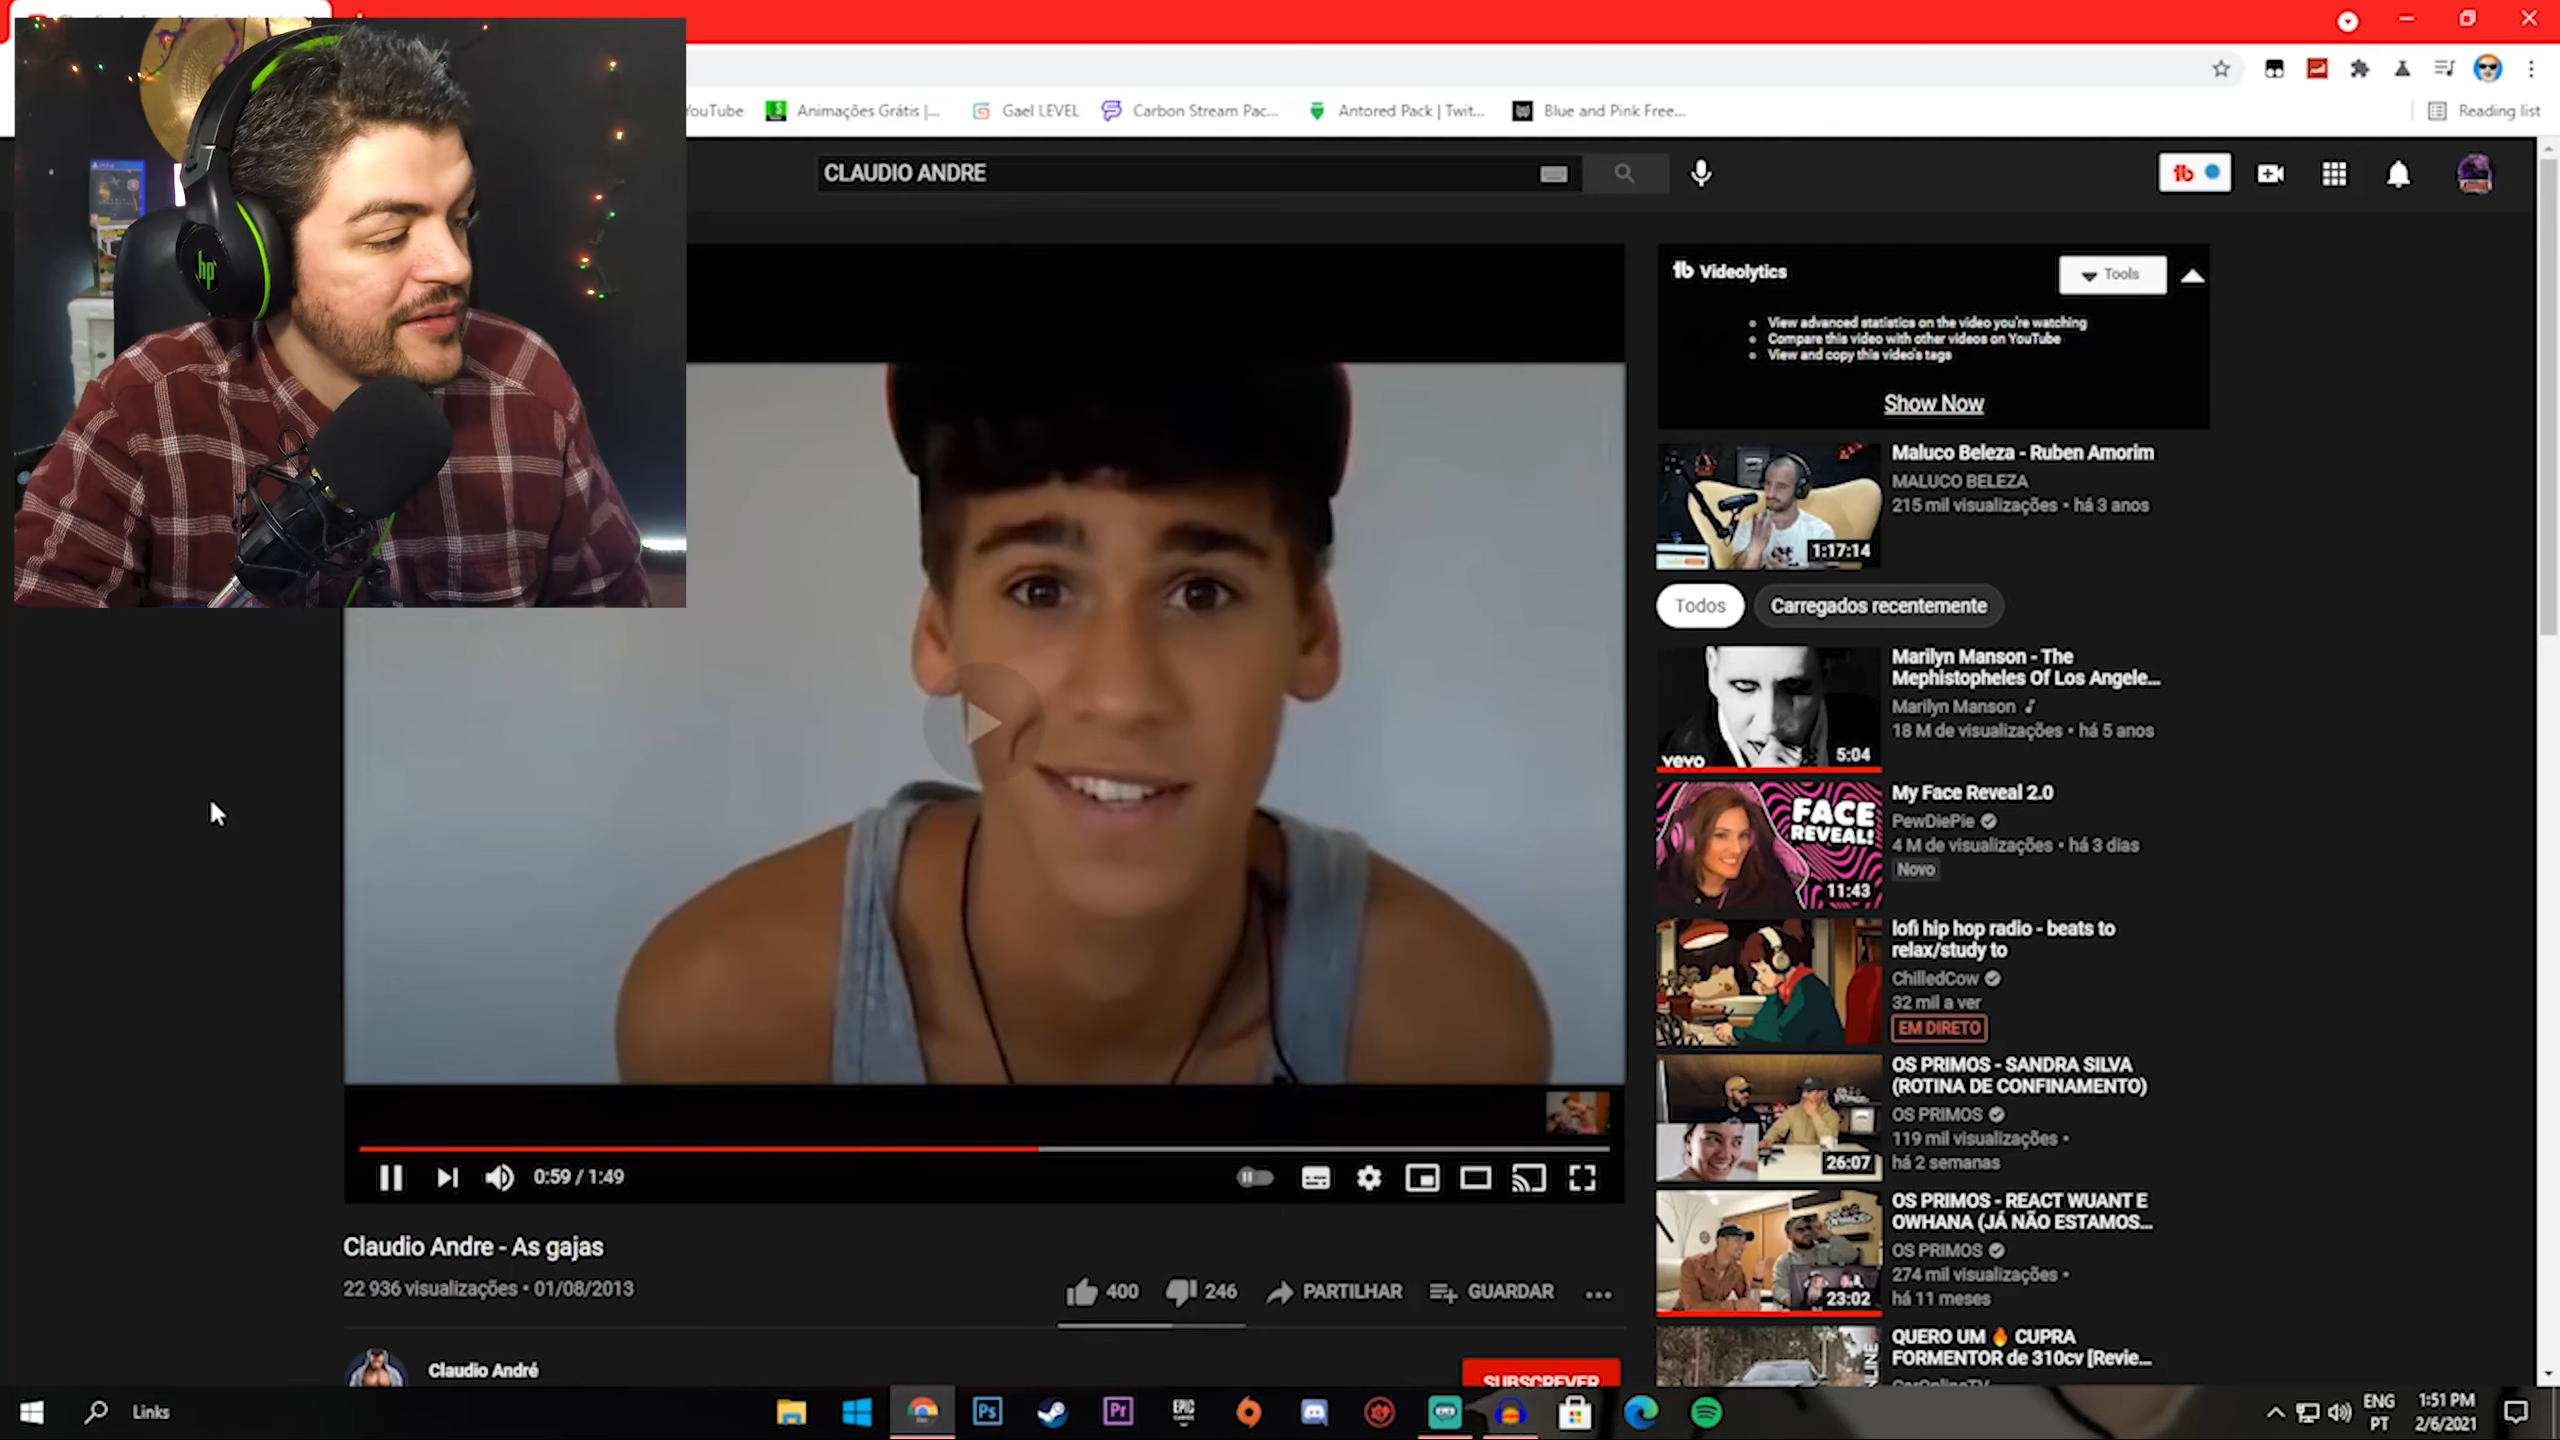 YouTube
Animações Grátis |...
Gael LEVEL
Carbon Stream Pac...
Antored Pack | Twit...
Blue and Pink Free...
Reading list
hp
CLAUDIO ANDRE
Videolytics
Tools
View advanced statistics on the video you're watching
Compare this video with other videos on YouTube
View and copy this video's tags
Show Now
1:17:14
Maluco Beleza - Ruben Amorim
MALUCO BELEZA
215 mil visualizações • há 3 anos
Todos
Carregados recentemente
vevo
5:04
Marilyn Manson - The
Mephistopheles Of Los Angele...
Marilyn Manson
18 M de visualizações • há 5 anos
FACE
REVEAL!
11:43
My Face Reveal 2.0
PewDiePie
4 M de visualizações • há 3 dias
Novo
lofi hip hop radio - beats to
relax/study to
ChilledCow
32 mil a ver
EM DIRETO
26:07
OS PRIMOS - SANDRA SILVA
(ROTINA DE CONFINAMENTO)
OS PRIMOS
119 mil visualizações •
há 2 semanas
23:02
OS PRIMOS - REACT WUANT E
OWHANA (JÁ NÃO ESTAMOS...
OS PRIMOS
274 mil visualizações •
há 11 meses
QUERO UM 🔥 CUPRA
FORMENTOR de 310cv [Revie...
0:59 / 1:49
Claudio Andre - As gajas
22 936 visualizações • 01/08/2013
400
246
PARTILHAR
GUARDAR
Claudio André
SUBSCREVER
Links
Ps
Pr
EPIC
ENG
PT
1:51 PM
2/6/2021